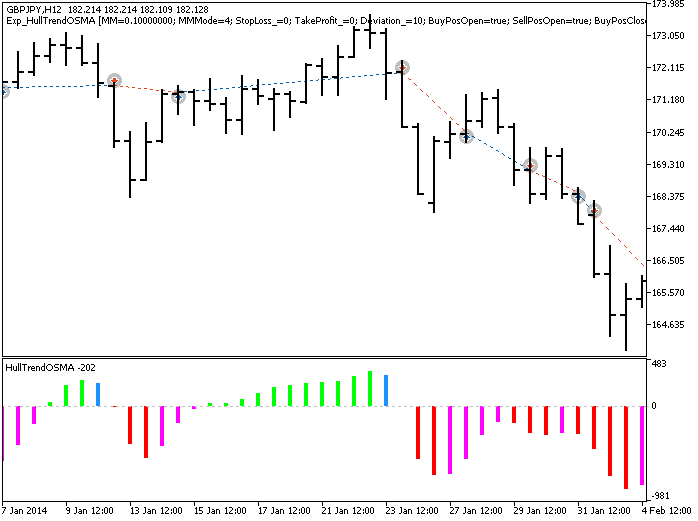 GBPJPY,H12 182.214 182.214 182.109 182.128
Exp_HullTrendOSMA [MM=0.10000000; MMMode=4; StopLoss_=0; TakeProfit_=0; Deviation_=10; BuyPosOpen=true; SellPosOpen=true; BuyPosClos
173.985
173.050
172.115
171.180
170.245
169.310
168.375
167.440
166.505
165.570
164.635
HullTrendOSMA -202
483
0
-981
7 Jan 2014
9 Jan 12:00
13 Jan 12:00
15 Jan 12:00
17 Jan 12:00
21 Jan 12:00
23 Jan 12:00
27 Jan 12:00
29 Jan 12:00
31 Jan 12:00
4 Feb 12:00